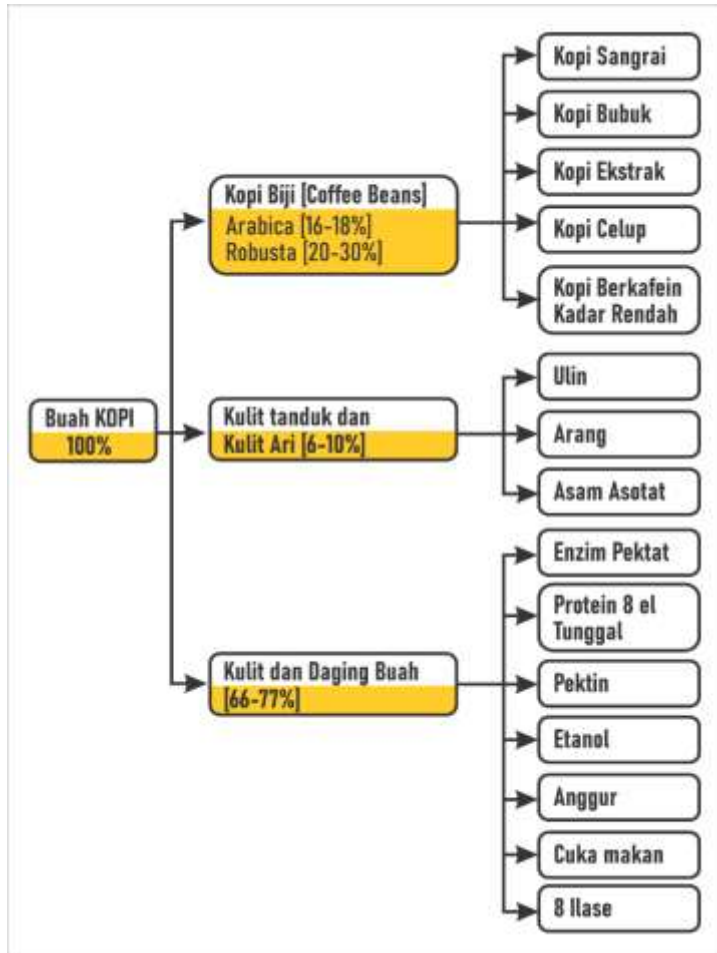 Buah KOPI
100%
Kopi Biji [Coffee Beans]
Arabica [16-18%]
Robusta [20-30%]
Kopi Sangrai
Kopi Bubuk
Kopi Ekstrak
Kopi Celup
Kopi Berkafein
Kadar Rendah
Kulit tanduk dan
Kulit Ari [6-10%]
Ulin
Arang
Asam Asotat
Kulit dan Daging Buah
[66-77%]
Enzim Pektat
Protein 8 el
Tunggal
Pektin
Etanol
Anggur
Cuka makan
8 Ilase